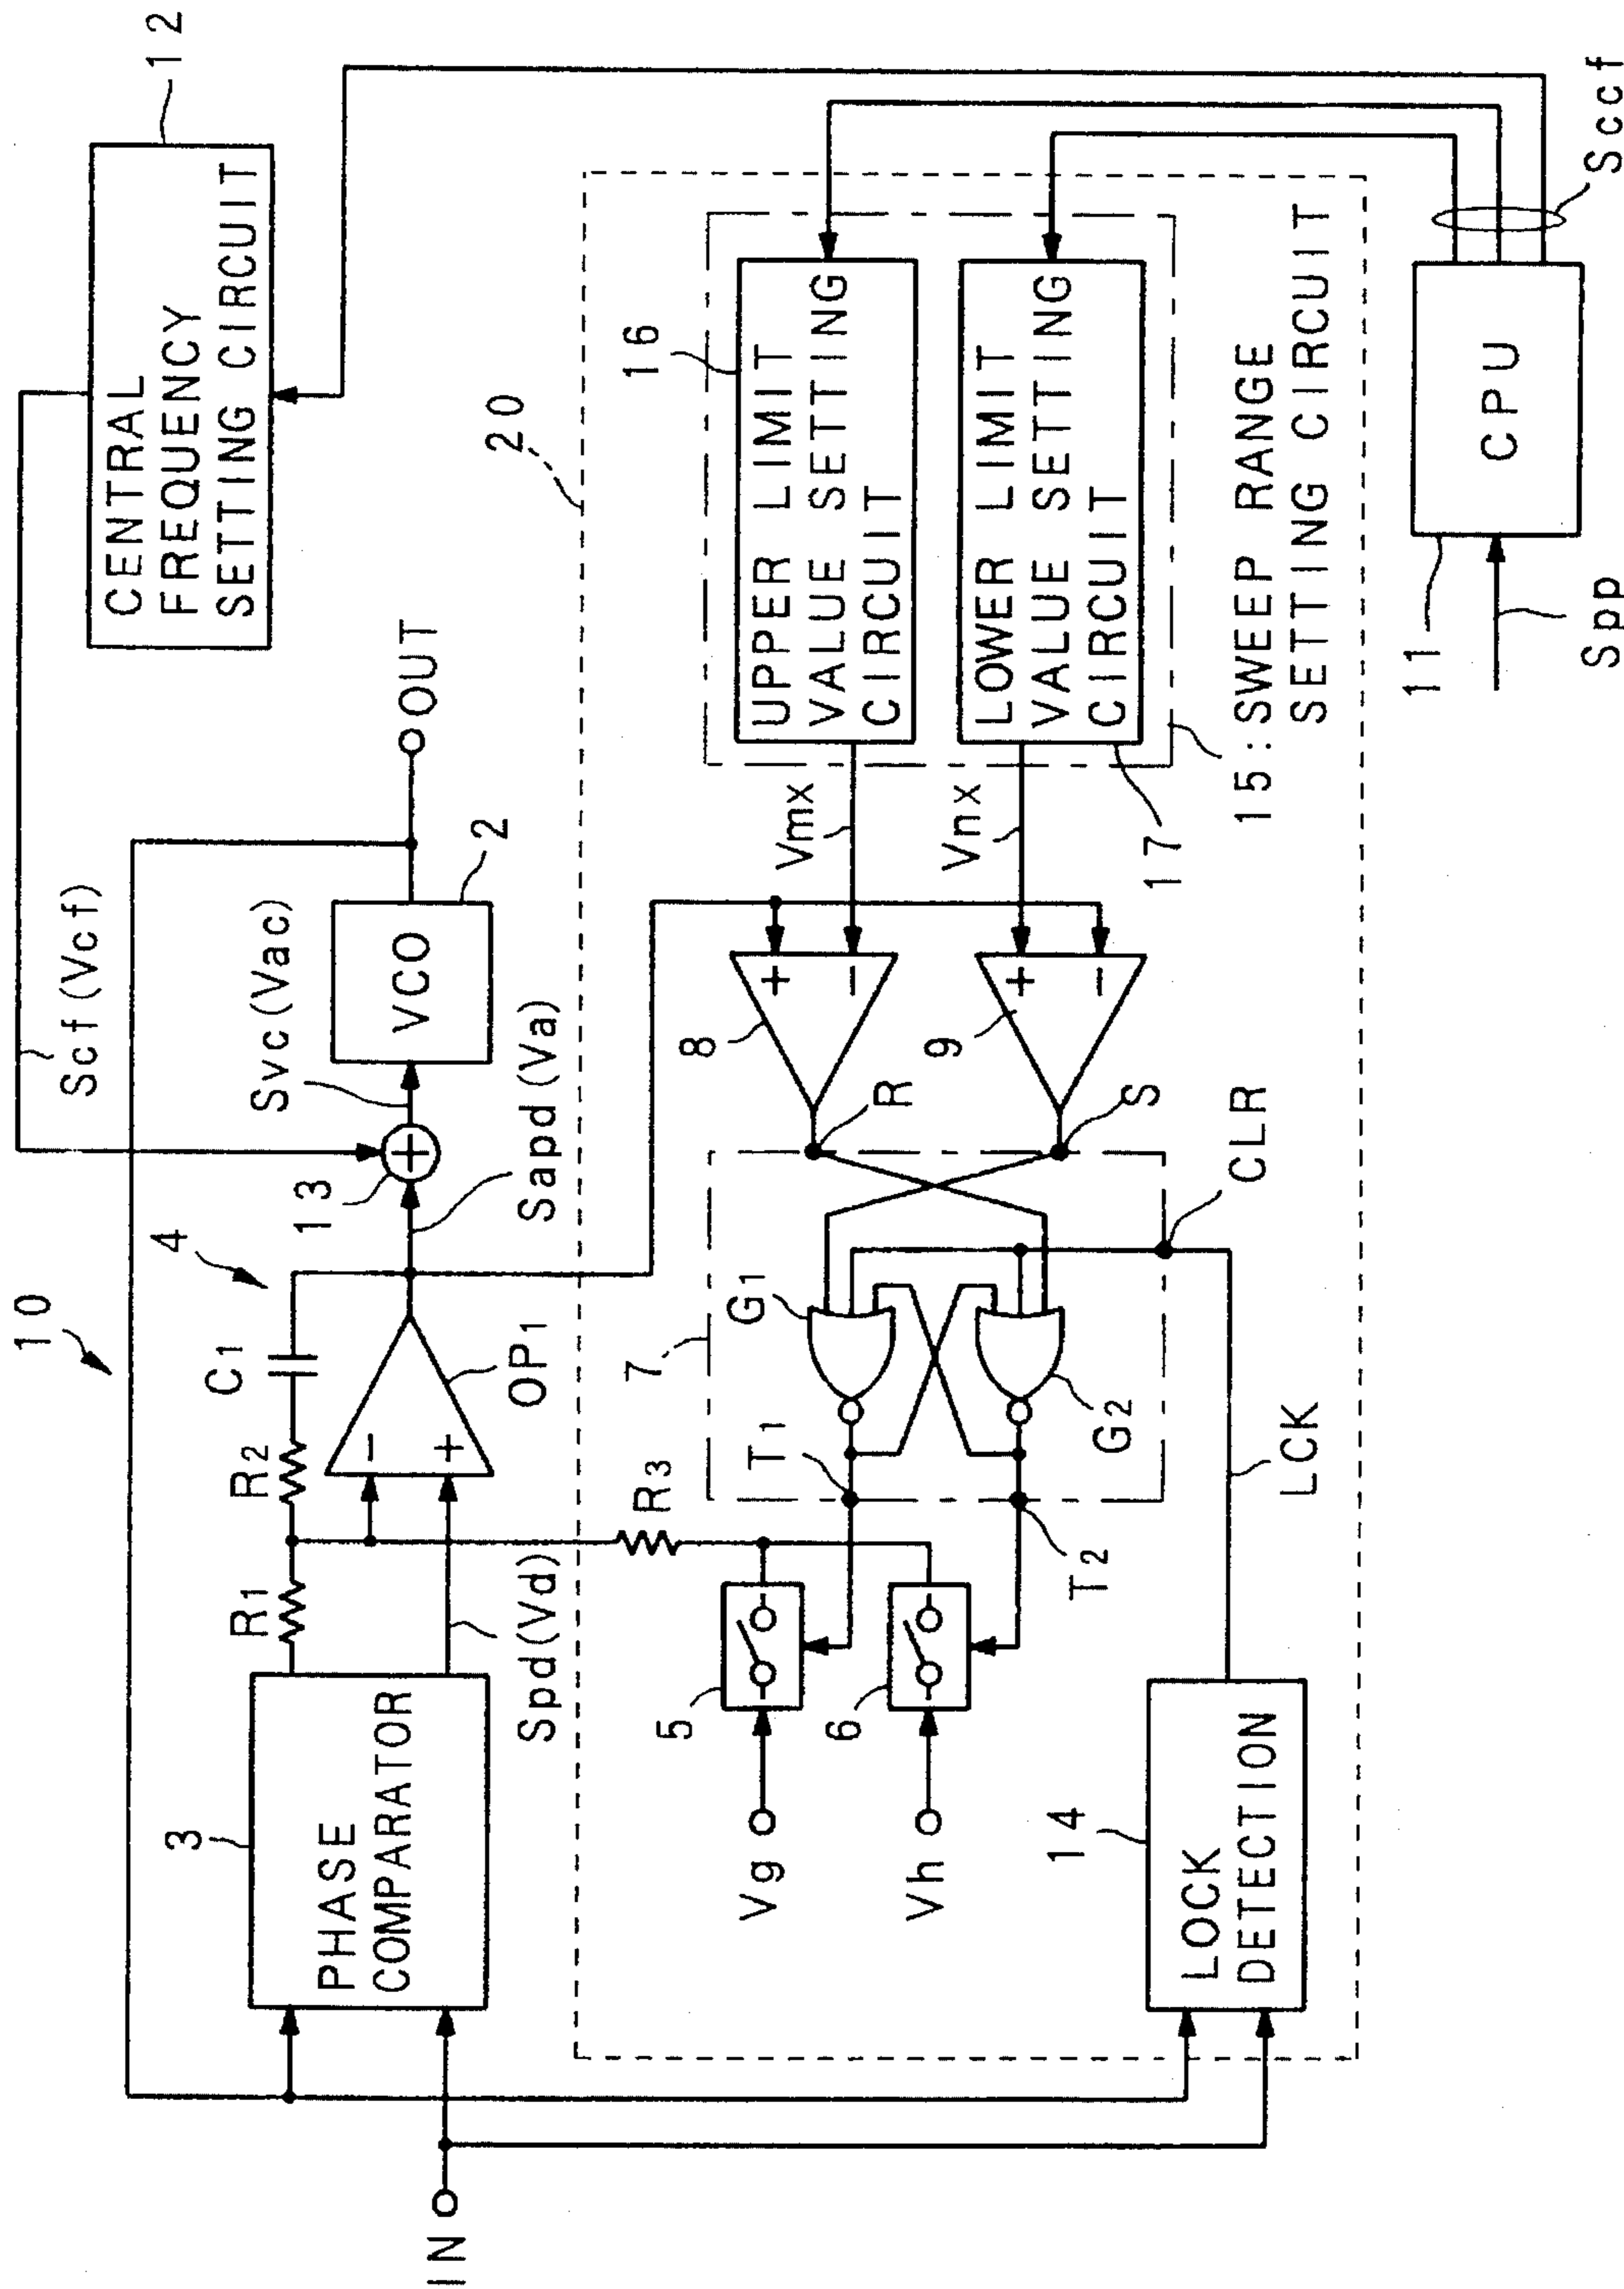 10
4
12
CENTRAL
FREQUENCY
SETTING CIRCUIT
Scf(Vcf)
C1
R2
R1
3
PHASE
COMPARATOR
OP1
-
+
13
+
Svc(Vac)
VCO
2
OUT
IN
Spd(Vd)
Sapd(Va)
20
R3
5
6
Vg
Vh
7
T1
T2
G1
G2
R
S
CLR
LCK
8
+
-
9
+
-
Vmx
Vnx
16
UPPER LIMIT
VALUE SETTING
CIRCUIT
LOWER LIMIT
VALUE SETTING
CIRCUIT
17
15:SWEEP RANGE
SETTING CIRCUIT
14
LOCK
DETECTION
11
CPU
Spp
Sccf